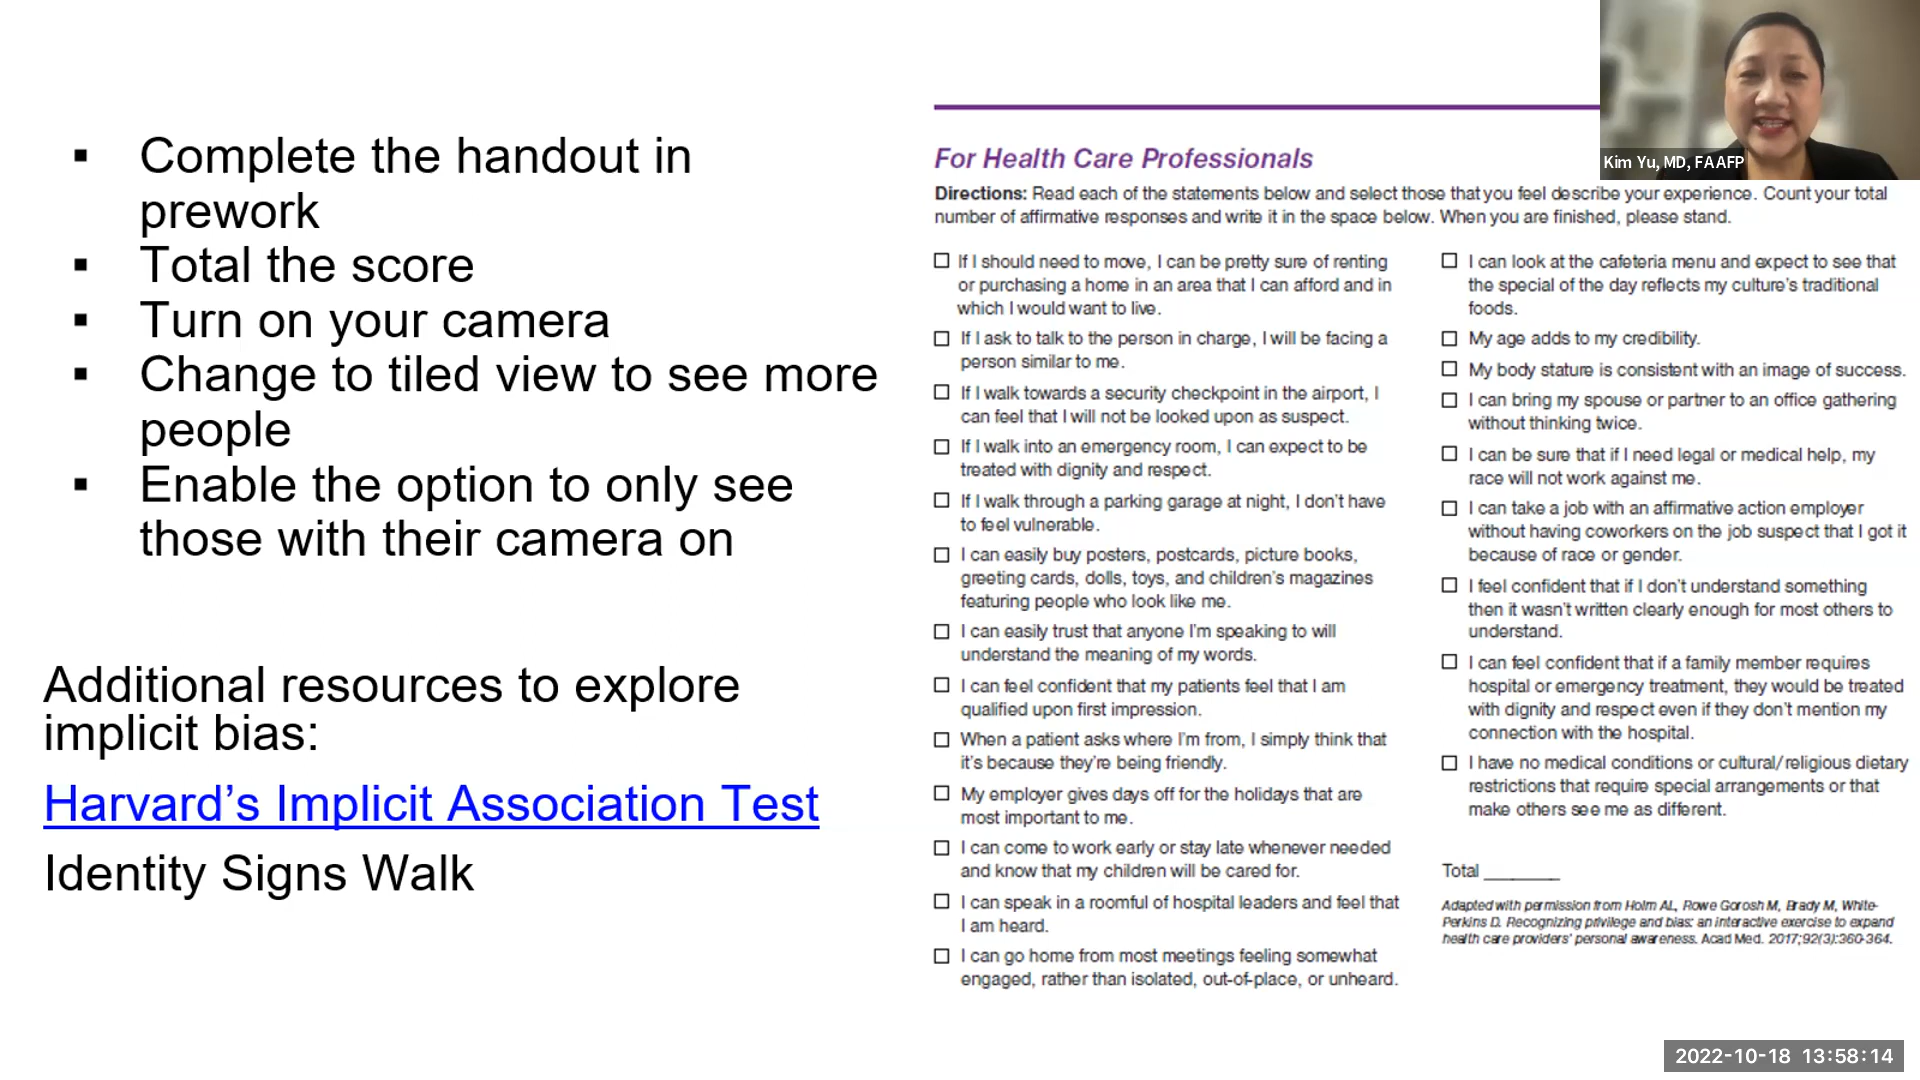 ▪ Complete the handout in
prework
▪ Total the score
▪ Turn on your camera
▪ Change to tiled view to see more
people
▪ Enable the option to only see
those with their camera on
Additional resources to explore
implicit bias:
Harvard’s Implicit Association Test
Identity Signs Walk
Kim Yu, MD, FAAFP
For Health Care Professionals
Directions: Read each of the statements below and select those that you feel describe your experience. Count your total
number of affirmative responses and write it in the space below. When you are finished, please stand.
☐ If I should need to move, I can be pretty sure of renting
or purchasing a home in an area that I can afford and in
which I would want to live.
☐ If I ask to talk to the person in charge, I will be facing a
person similar to me.
☐ If I walk towards a security checkpoint in the airport, I
can feel that I will not be looked upon as suspect.
☐ If I walk into an emergency room, I can expect to be
treated with dignity and respect.
☐ If I walk through a parking garage at night, I don’t have
to feel vulnerable.
☐ I can easily buy posters, postcards, picture books,
greeting cards, dolls, toys, and children’s magazines
featuring people who look like me.
☐ I can easily trust that anyone I’m speaking to will
understand the meaning of my words.
☐ I can feel confident that my patients feel that I am
qualified upon first impression.
☐ When a patient asks where I’m from, I simply think that
it’s because they’re being friendly.
☐ My employer gives days off for the holidays that are
most important to me.
☐ I can come to work early or stay late whenever needed
and know that my children will be cared for.
☐ I can speak in a roomful of hospital leaders and feel that
I am heard.
☐ I can go home from most meetings feeling somewhat
engaged, rather than isolated, out-of-place, or unheard.
☐ I can look at the cafeteria menu and expect to see that
the special of the day reflects my culture’s traditional
foods.
☐ My age adds to my credibility.
☐ My body stature is consistent with an image of success.
☐ I can bring my spouse or partner to an office gathering
without thinking twice.
☐ I can be sure that if I need legal or medical help, my
race will not work against me.
☐ I can take a job with an affirmative action employer
without having coworkers on the job suspect that I got it
because of race or gender.
☐ I feel confident that if I don’t understand something
then it wasn’t written clearly enough for most others to
understand.
☐ I can feel confident that if a family member requires
hospital or emergency treatment, they would be treated
with dignity and respect even if they don’t mention my
connection with the hospital.
☐ I have no medical conditions or cultural/religious dietary
restrictions that require special arrangements or that
make others see me as different.
Total ________
Adapted with permission from Holm AL, Rowe Gorosh M, Brady M, White-
Perkins D. Recognizing privilege and bias: an interactive exercise to expand
health care providers’ personal awareness. Acad Med. 2017;92(3):360-364.
2022-10-18 13:58:14